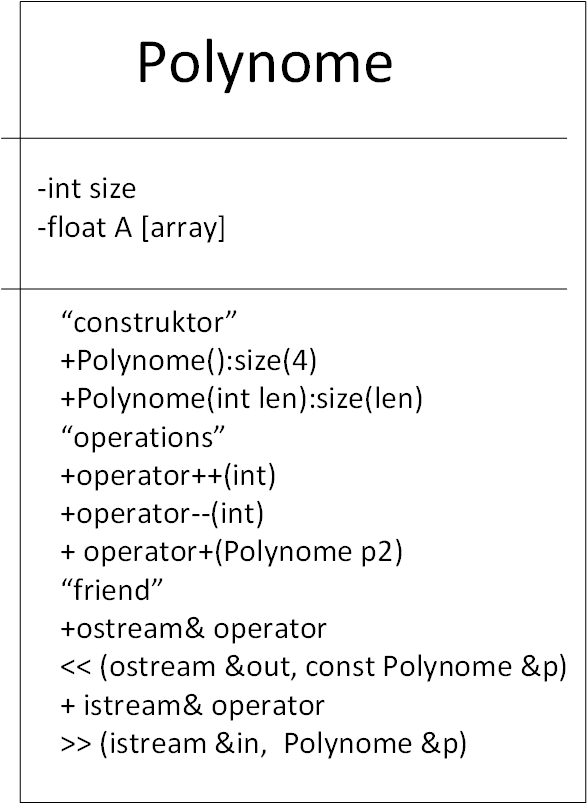 Polynome
-int size
-float A [array]
“construktor”
+Polynome():size(4)
+Polynome(int len):size(len)
“operations”
+operator++(int)
+operator--(int)
+ operator+(Polynome p2)
“friend”
+ostream& operator
<< (ostream &out, const Polynome &p)
+ istream& operator
>> (istream &in,  Polynome &p)